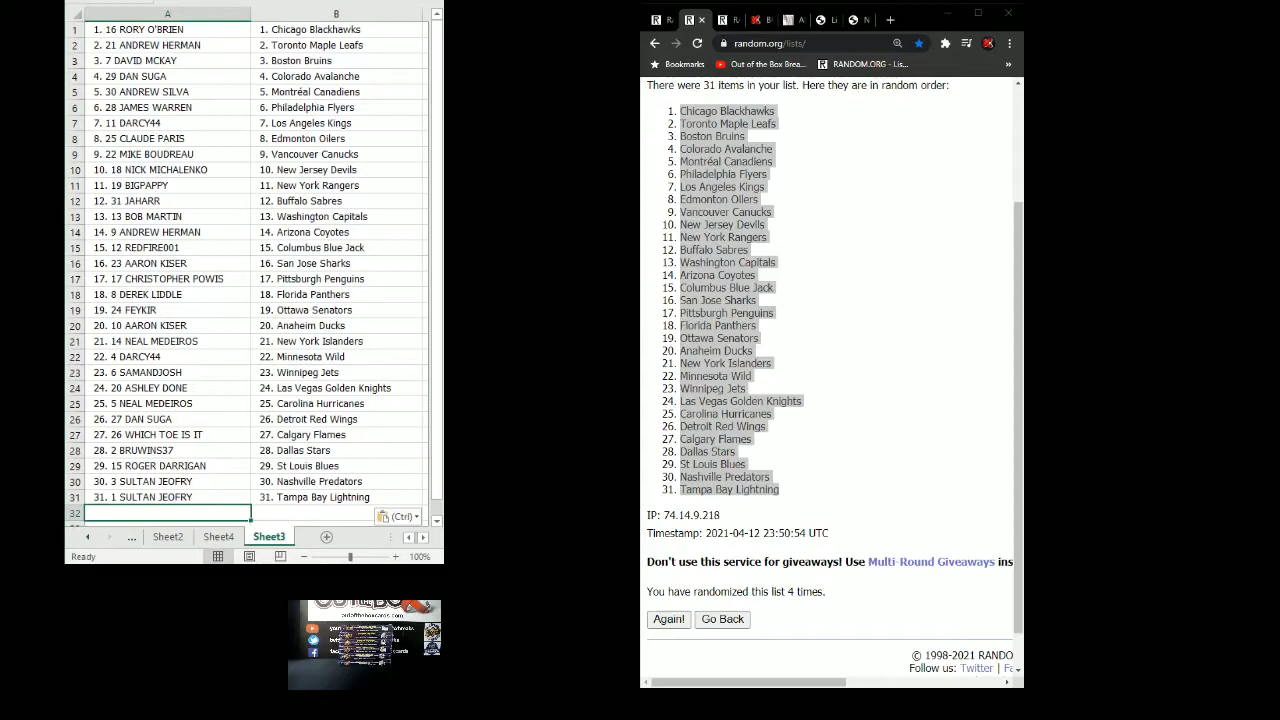 A B
1 1. 16 RORY O'BRIEN 1. Chicago Blackhawks
2 2. 21 ANDREW HERMAN 2. Toronto Maple Leafs
3 3. 7 DAVID MCKAY 3. Boston Bruins
4 4. 29 DAN SUGA 4. Colorado Avalanche
5 5. 30 ANDREW SILVA 5. Montréal Canadiens
6 6. 28 JAMES WARREN 6. Philadelphia Flyers
7 7. 11 DARCY44 7. Los Angeles Kings
8 8. 25 CLAUDE PARIS 8. Edmonton Oilers
9 9. 22 MIKE BOUDREAU 9. Vancouver Canucks
10 10. 18 NICK MICHALENKO 10. New Jersey Devils
11 11. 19 BIGPAPPY 11. New York Rangers
12 12. 31 JAHARR 12. Buffalo Sabres
13 13. 13 BOB MARTIN 13. Washington Capitals
14 14. 9 ANDREW HERMAN 14. Arizona Coyotes
15 15. 12 REDFIRE001 15. Columbus Blue Jack
16 16. 23 AARON KISER 16. San Jose Sharks
17 17. 17 CHRISTOPHER POWIS 17. Pittsburgh Penguins
18 18. 8 DEREK LIDDLE 18. Florida Panthers
19 19. 24 FEYKIR 19. Ottawa Senators
20 20. 10 AARON KISER 20. Anaheim Ducks
21 21. 14 NEAL MEDEIROS 21. New York Islanders
22 22. 4 DARCY44 22. Minnesota Wild
23 23. 6 SAMANDJOSH 23. Winnipeg Jets
24 24. 20 ASHLEY DONE 24. Las Vegas Golden Knights
25 25. 5 NEAL MEDEIROS 25. Carolina Hurricanes
26 26. 27 DAN SUGA 26. Detroit Red Wings
27 27. 26 WHICH TOE IS IT 27. Calgary Flames
28 28. 2 BRUWINS37 28. Dallas Stars
29 29. 15 ROGER DARRIGAN 29. St Louis Blues
30 30. 3 SULTAN JEOFRY 30. Nashville Predators
31 31. 1 SULTAN JEOFRY 31. Tampa Bay Lightning
32
(Ctrl)
... Sheet2 Sheet4 Sheet3
Ready 100%
outoftheboxcards.com
random.org/lists/
Bookmarks Out of the Box Brea... RANDOM.ORG - Lis... »
There were 31 items in your list. Here they are in random order:
1. Chicago Blackhawks
2. Toronto Maple Leafs
3. Boston Bruins
4. Colorado Avalanche
5. Montréal Canadiens
6. Philadelphia Flyers
7. Los Angeles Kings
8. Edmonton Oilers
9. Vancouver Canucks
10. New Jersey Devils
11. New York Rangers
12. Buffalo Sabres
13. Washington Capitals
14. Arizona Coyotes
15. Columbus Blue Jack
16. San Jose Sharks
17. Pittsburgh Penguins
18. Florida Panthers
19. Ottawa Senators
20. Anaheim Ducks
21. New York Islanders
22. Minnesota Wild
23. Winnipeg Jets
24. Las Vegas Golden Knights
25. Carolina Hurricanes
26. Detroit Red Wings
27. Calgary Flames
28. Dallas Stars
29. St Louis Blues
30. Nashville Predators
31. Tampa Bay Lightning
IP: 74.14.9.218
Timestamp: 2021-04-12 23:50:54 UTC
Don't use this service for giveaways! Use Multi-Round Giveaways ins
You have randomized this list 4 times.
Again! Go Back
© 1998-2021 RANDO
Follow us: Twitter | Fa